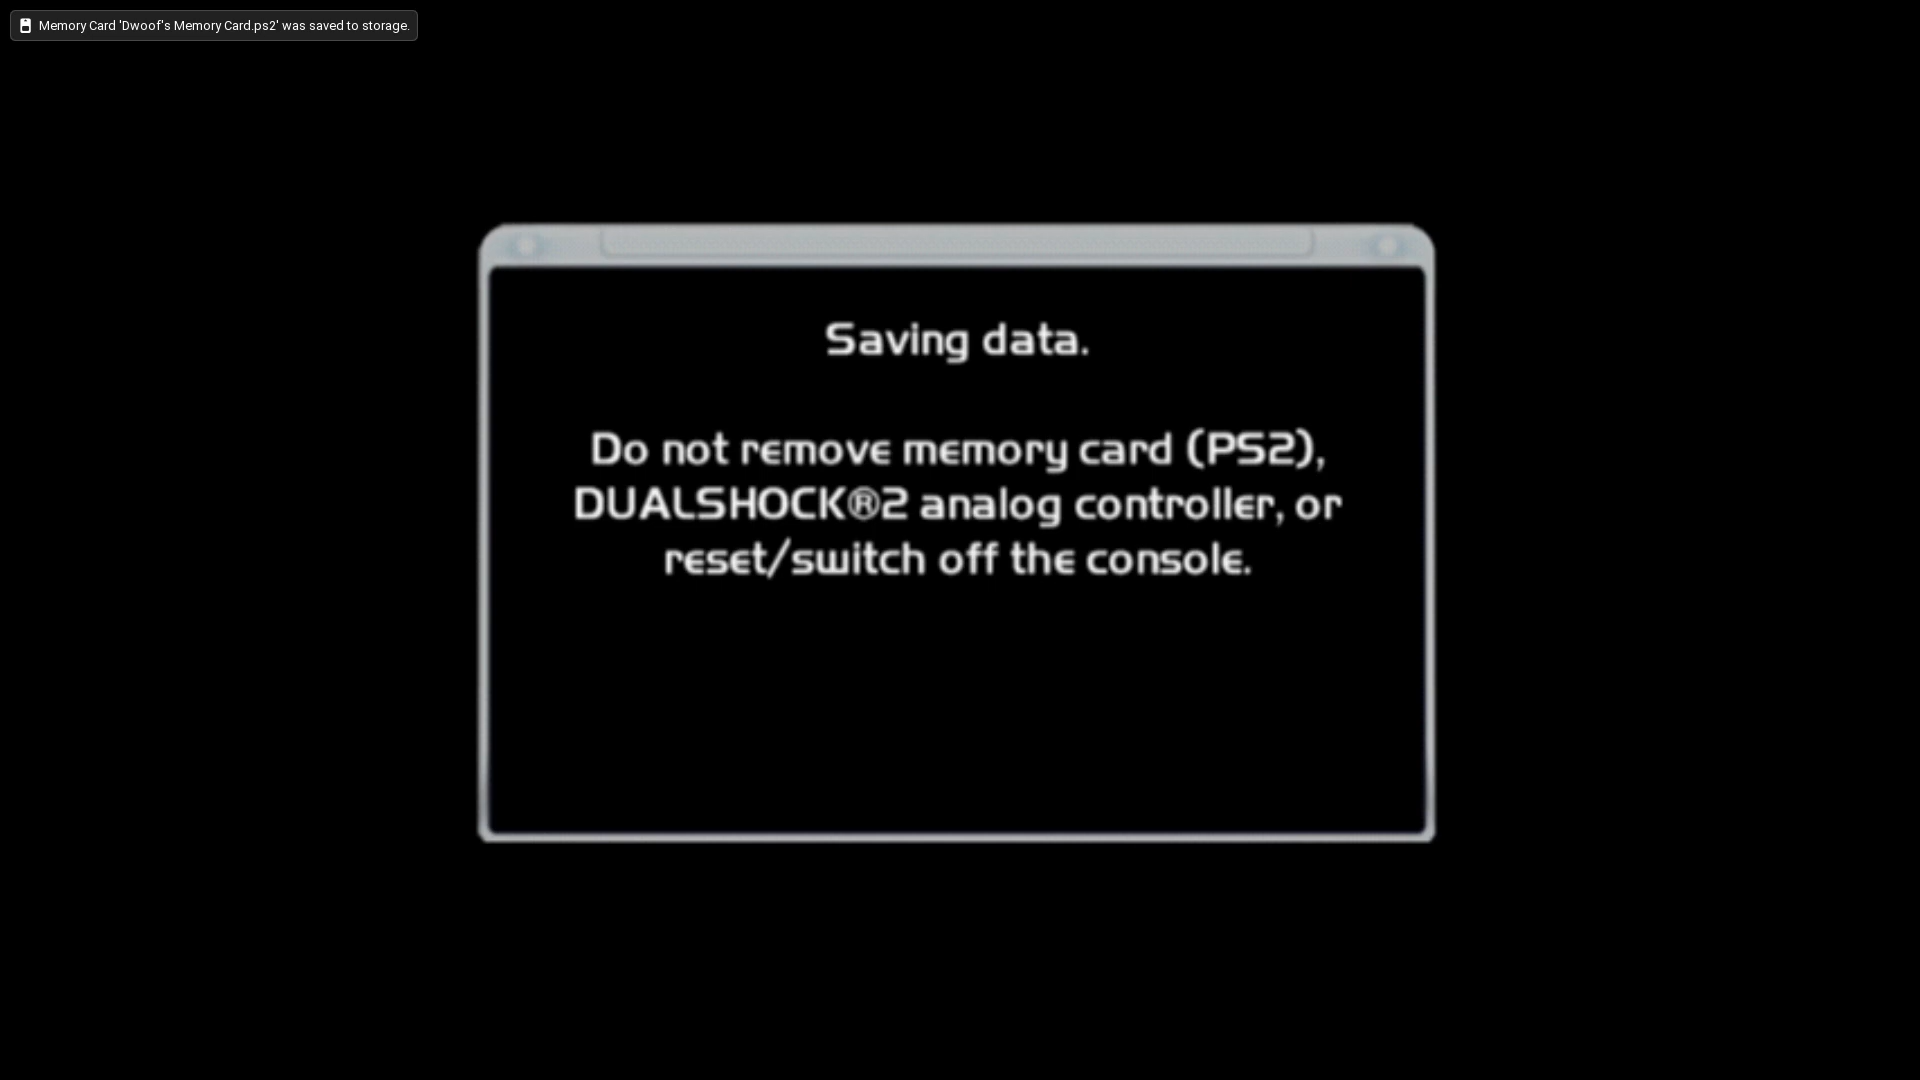 Memory Card 'Dwoof's Memory Card.ps2' was saved to storage.
Saving data.
Do not remove memory card (PS2),
DUALSHOCK®2 analog controller, or
reset/switch off the console.